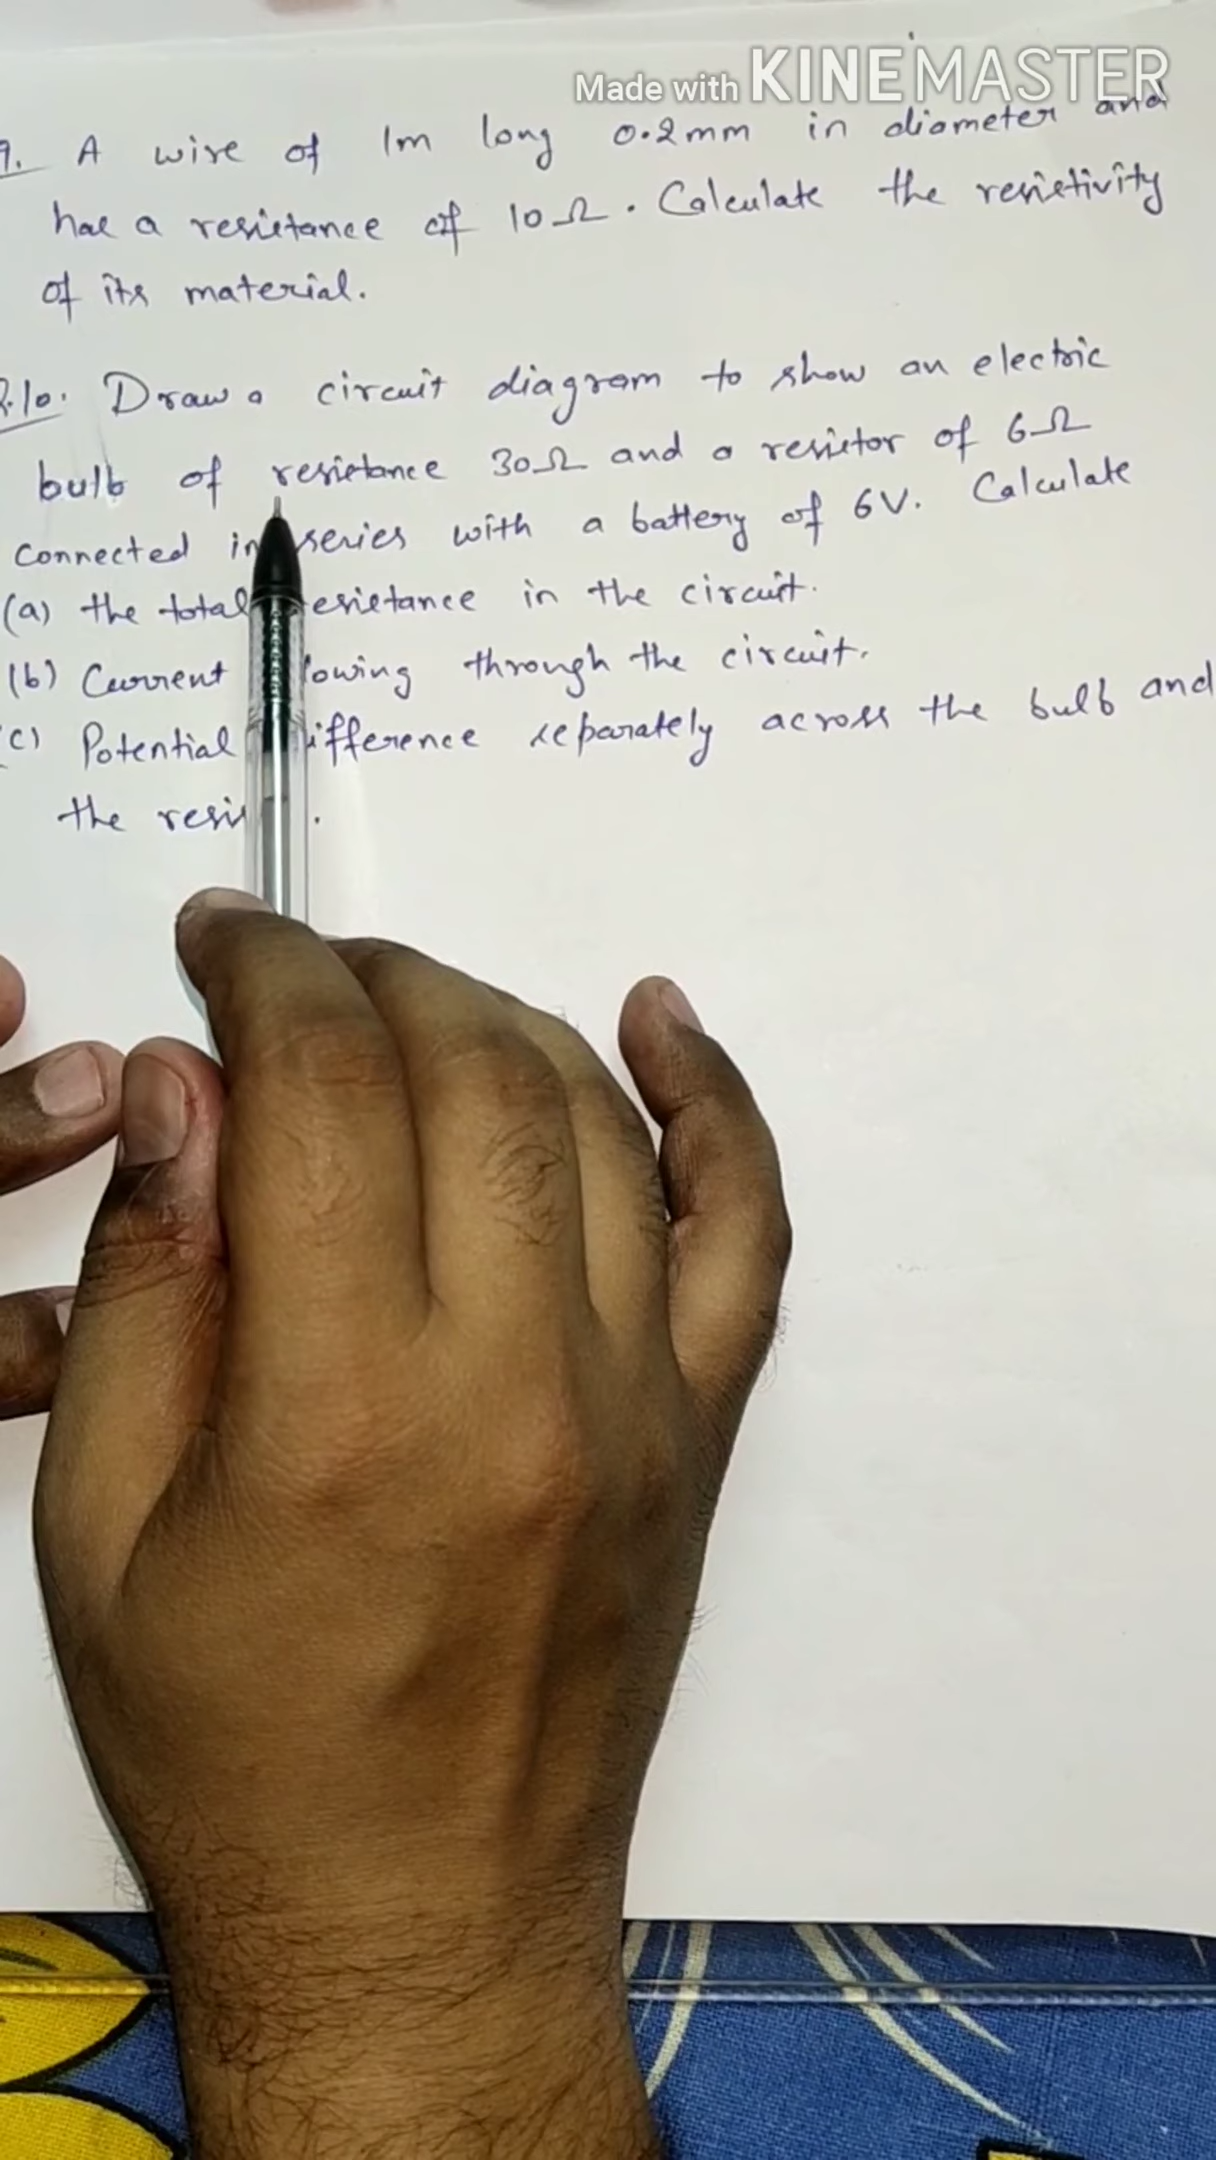 Made with KINEMASTER
9. A wire of 1m long 0.2mm in diameter and
has a resistance of 10Ω. Calculate the resistivity
of its material.
Q.10. Draw a circuit diagram to show an electric
bulb of resistance 30Ω and a resistor of 6Ω
connected in series with a battery of 6V. Calculate
(a) the total resistance in the circuit.
(b) Current lowing through the circuit.
(c) Potential ifference separately across the bulb and
the resis .